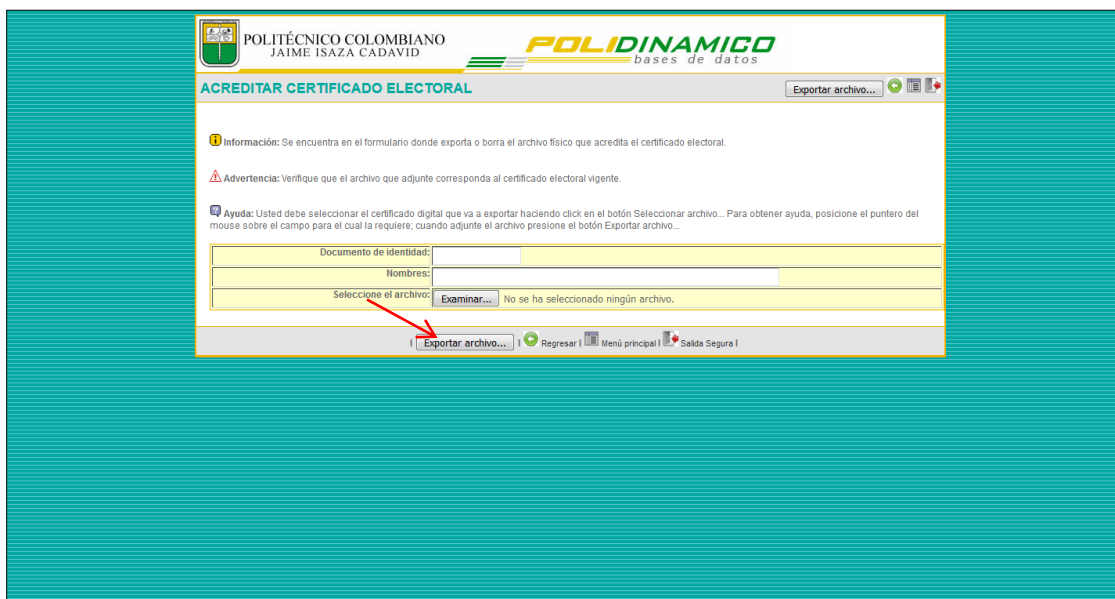 POLITÉCNICO COLOMBIANO
JAIME ISAZA CADAVID
POLIDINAMICO
bases de datos
ACREDITAR CERTIFICADO ELECTORAL
Exportar archivo...
Información: Se encuentra en el formulario donde exporta o borra el archivo físico que acredita el certificado electoral.
Advertencia: Verifique que el archivo que adjunte corresponda al certificado electoral vigente.
Ayuda: Usted debe seleccionar el certificado digital que va a exportar haciendo click en el botón Seleccionar archivo... Para obtener ayuda, posicione el puntero del
mouse sobre el campo para el cual la requiere; cuando adjunte el archivo presione el botón Exportar archivo...
Documento de identidad:
Nombres:
Seleccione el archivo: Examinar... No se ha seleccionado ningún archivo.
| Exportar archivo... | Regresar | Menú principal | Salida Segura |